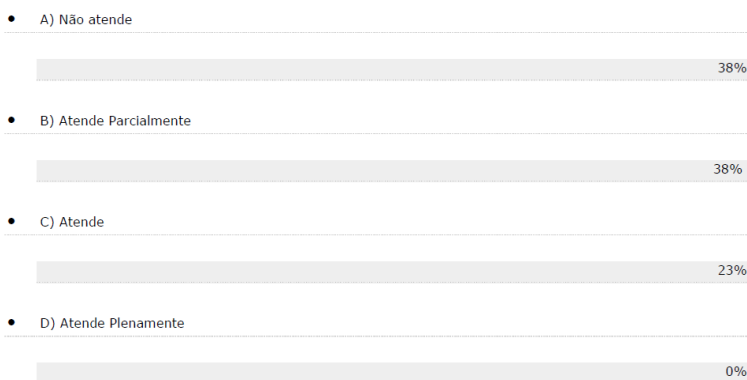 A) Não atende
38%
B) Atende Parcialmente
38%
C) Atende
23%
D) Atende Plenamente
0%